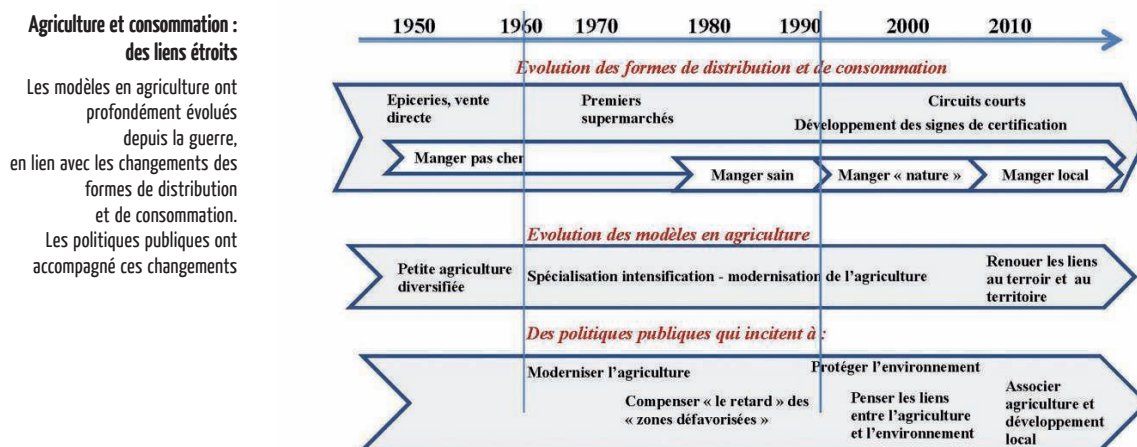 Agriculture et consommation :
des liens étroits
Les modèles en agriculture ont
profondément évolués
depuis la guerre,
en lien avec les changements des
formes de distribution
et de consommation.
Les politiques publiques ont
accompagné ces changements
1950 1960 1970 1980 1990 2000 2010
Evolution des formes de distribution et de consommation
Epiceries, vente
directe
Premiers
supermarchés
Circuits courts
Développement des signes de certification
Manger pas cher
Manger sain
Manger « nature »
Manger local
Evolution des modèles en agriculture
Petite agriculture
diversifiée
Spécialisation intensification - modernisation de l'agriculture
Renouer les liens
au terroir et au
territoire
Des politiques publiques qui incitent à :
Moderniser l'agriculture
Compenser « le retard » des
« zones défavorisées »
Protéger l'environnement
Penser les liens
entre l'agriculture
et l'environnement
Associer
agriculture et
développement
local